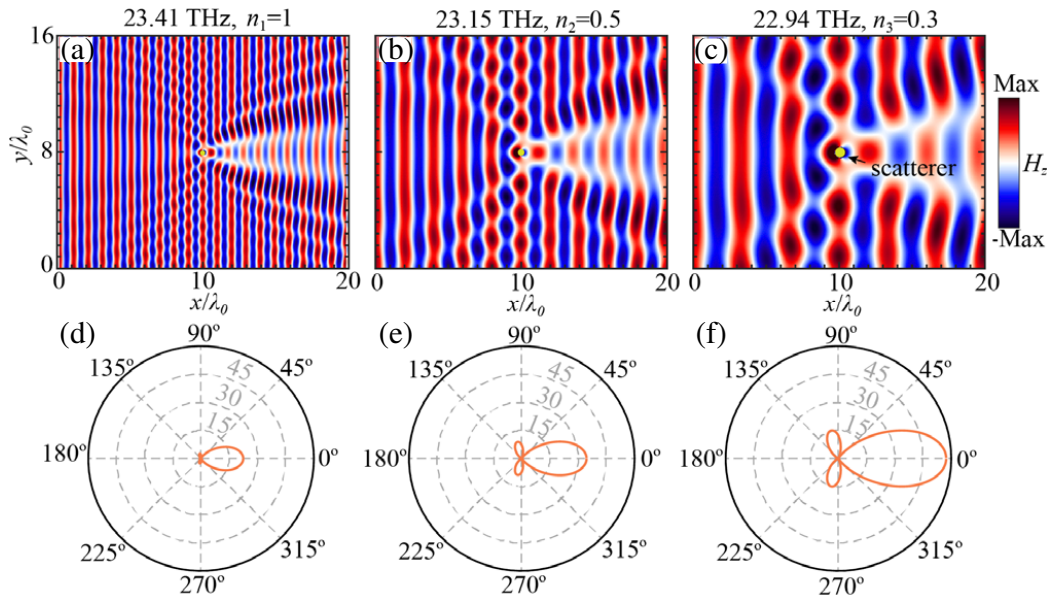 23.41 THz, n₁=1
23.15 THz, n₂=0.5
22.94 THz, n₃=0.3
(a)
(b)
(c)
16
8
0
y/λ₀
0 10 20
x/λ₀
0 10 20
x/λ₀
0 10 20
x/λ₀
scatterer
Max
H_z
-Max
(d)
90º
135º 45º
45
30
15
180º 0º
225º 315º
270º
(e)
90º
135º 45º
45
30
15
180º 0º
225º 315º
270º
(f)
90º
135º 45º
45
30
15
180º 0º
225º 315º
270º